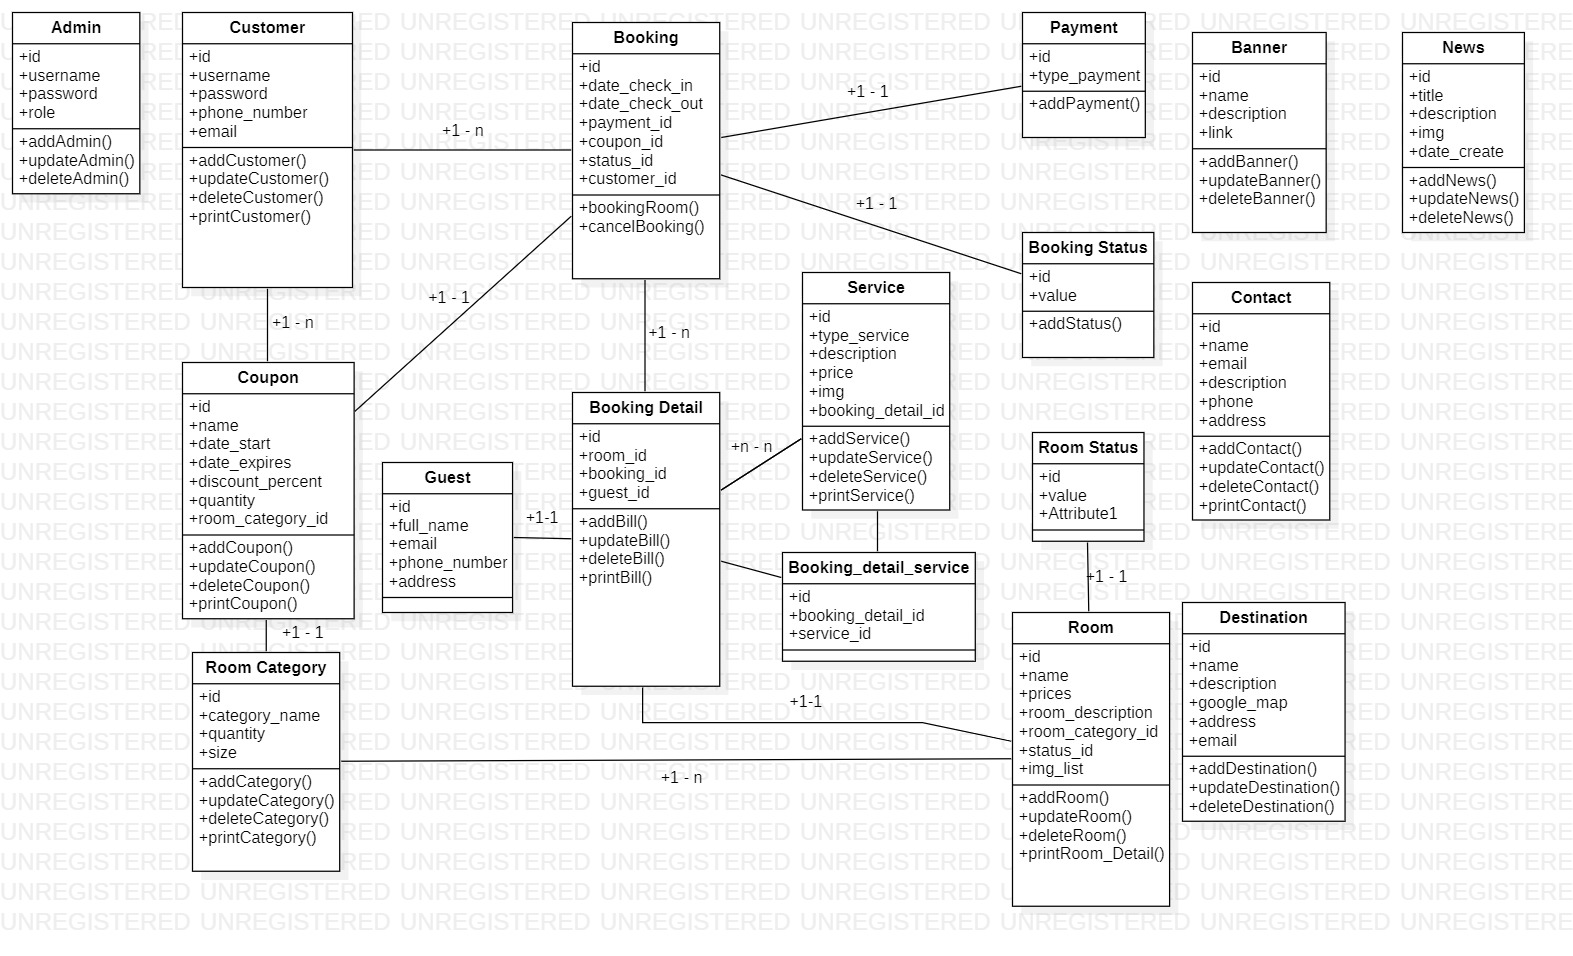 Admin
+id
+username
+password
+role
+addAdmin()
+updateAdmin()
+deleteAdmin()
Customer
+id
+username
+password
+phone_number
+email
+addCustomer()
+updateCustomer()
+deleteCustomer()
+printCustomer()
+1 - n
Booking
+id
+date_check_in
+date_check_out
+payment_id
+coupon_id
+status_id
+customer_id
+bookingRoom()
+cancelBooking()
+1 - 1
Payment
+id
+type_payment
+addPayment()
+1 - 1
Booking Status
+id
+value
+addStatus()
Banner
+id
+name
+description
+link
+addBanner()
+updateBanner()
+deleteBanner()
News
+id
+title
+description
+img
+date_create
+addNews()
+updateNews()
+deleteNews()
+1 - n
+1 - 1
+1 - n
Coupon
+id
+name
+date_start
+date_expires
+discount_percent
+quantity
+room_category_id
+addCoupon()
+updateCoupon()
+deleteCoupon()
+printCoupon()
+1 - 1
Guest
+id
+full_name
+email
+phone_number
+address
+1-1
Booking Detail
+id
+room_id
+booking_id
+guest_id
+addBill()
+updateBill()
+deleteBill()
+printBill()
+n - n
Service
+id
+type_service
+description
+price
+img
+booking_detail_id
+addService()
+updateService()
+deleteService()
+printService()
Booking_detail_service
+id
+booking_detail_id
+service_id
Room Status
+id
+value
+Attribute1
+1 - 1
Contact
+id
+name
+email
+description
+phone
+address
+addContact()
+updateContact()
+deleteContact()
+printContact()
Room Category
+id
+category_name
+quantity
+size
+addCategory()
+updateCategory()
+deleteCategory()
+printCategory()
+1-1
+1 - n
Room
+id
+name
+prices
+room_description
+room_category_id
+status_id
+img_list
+addRoom()
+updateRoom()
+deleteRoom()
+printRoom_Detail()
Destination
+id
+name
+description
+google_map
+address
+email
+addDestination()
+updateDestination()
+deleteDestination()